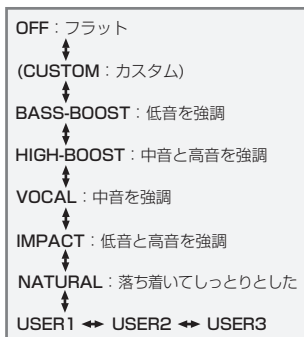 OFF：フラット
(CUSTOM：カスタム)
BASS-BOOST：低音を強調
HIGH-BOOST：中音と高音を強調
VOCAL：中音を強調
IMPACT：低音と高音を強調
NATURAL：落ち着いてしっとりとした
USER1 ↔ USER2 ↔ USER3